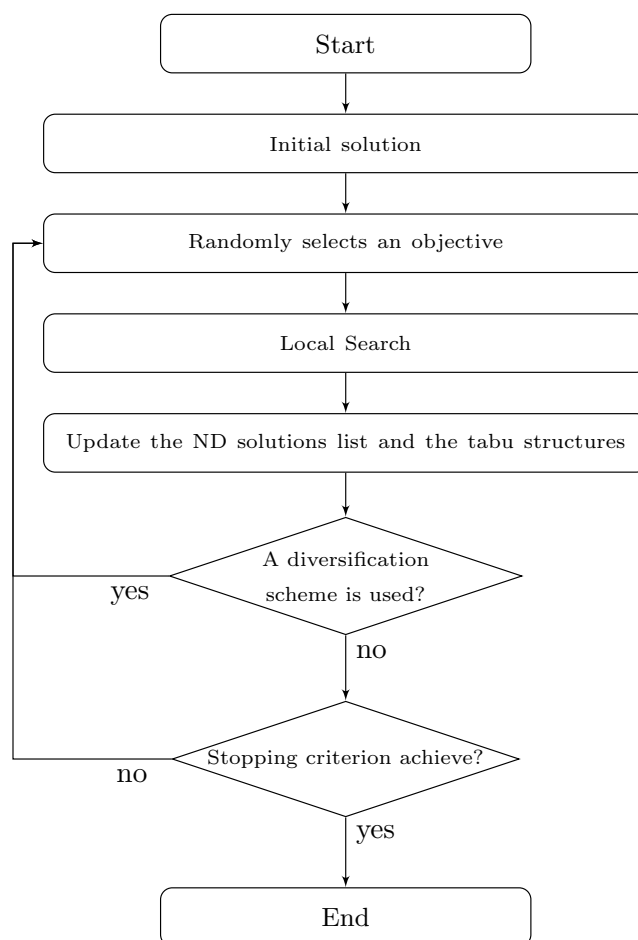 Start
Initial solution
Randomly selects an objective
Local Search
Update the ND solutions list and the tabu structures
A diversification
scheme is used?
yes
no
Stopping criterion achieve?
no
yes
End